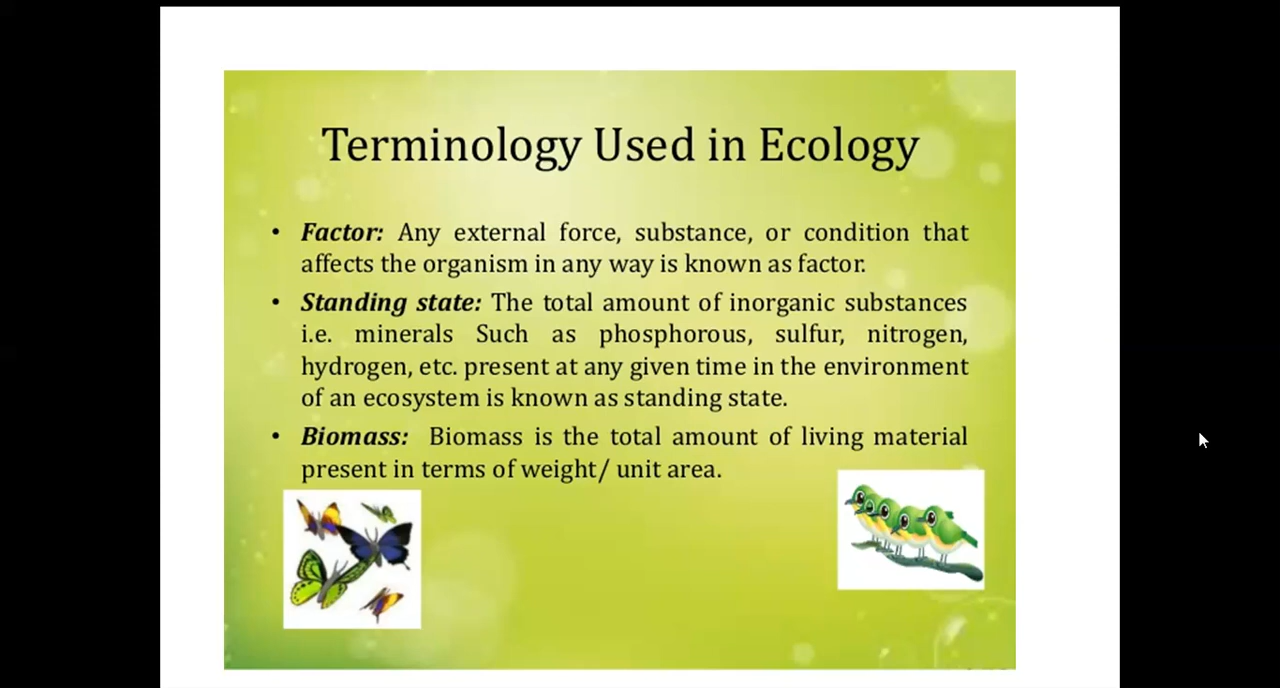 Terminology Used in Ecology
• Factor: Any external force, substance, or condition that
affects the organism in any way is known as factor.
• Standing state: The total amount of inorganic substances
i.e. minerals Such as phosphorous, sulfur, nitrogen,
hydrogen, etc. present at any given time in the environment
of an ecosystem is known as standing state.
• Biomass: Biomass is the total amount of living material
present in terms of weight/ unit area.